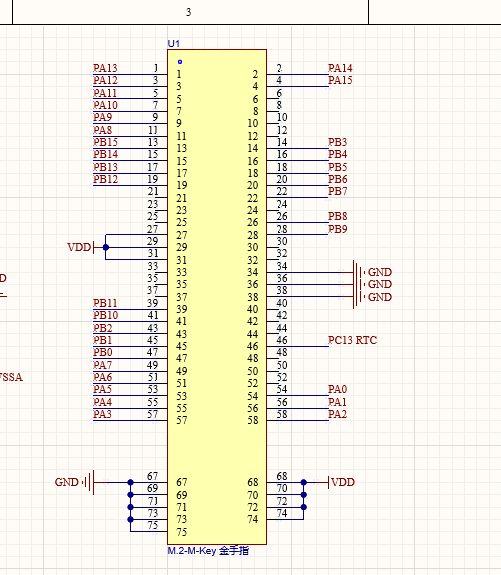 3
U1
PA13 1 1 2 2 PA14
PA12 3 3 4 4 PA15
PA11 5 5 6 6
PA10 7 7 8 8
PA9 9 9 10 10
PA8 11 11 12 12
PB15 13 13 14 14 PB3
PB14 15 15 16 16 PB4
PB13 17 17 18 18 PB5
PB12 19 19 20 20 PB6
21 21 22 22 PB7
23 23 24 24
25 25 26 26 PB8
27 27 28 28 PB9
VDD 29 29 30 30
31 31 32 32
33 33 34 34 GND
35 35 36 36 GND
37 37 38 38 GND
PB11 39 39 40 40
PB10 41 41 42 42
PB2 43 43 44 44
PB1 45 45 46 46 PC13 RTC
PB0 47 47 48 48
PA7 49 49 50 50
PA6 51 51 52 52
PA5 53 53 54 54 PA0
PA4 55 55 56 56 PA1
PA3 57 57 58 58 PA2
D
VSSA
GND 67 67 68 68 VDD
69 69 70 70
71 71 72 72
73 73 74 74
75 75
M.2-M-Key 金手指